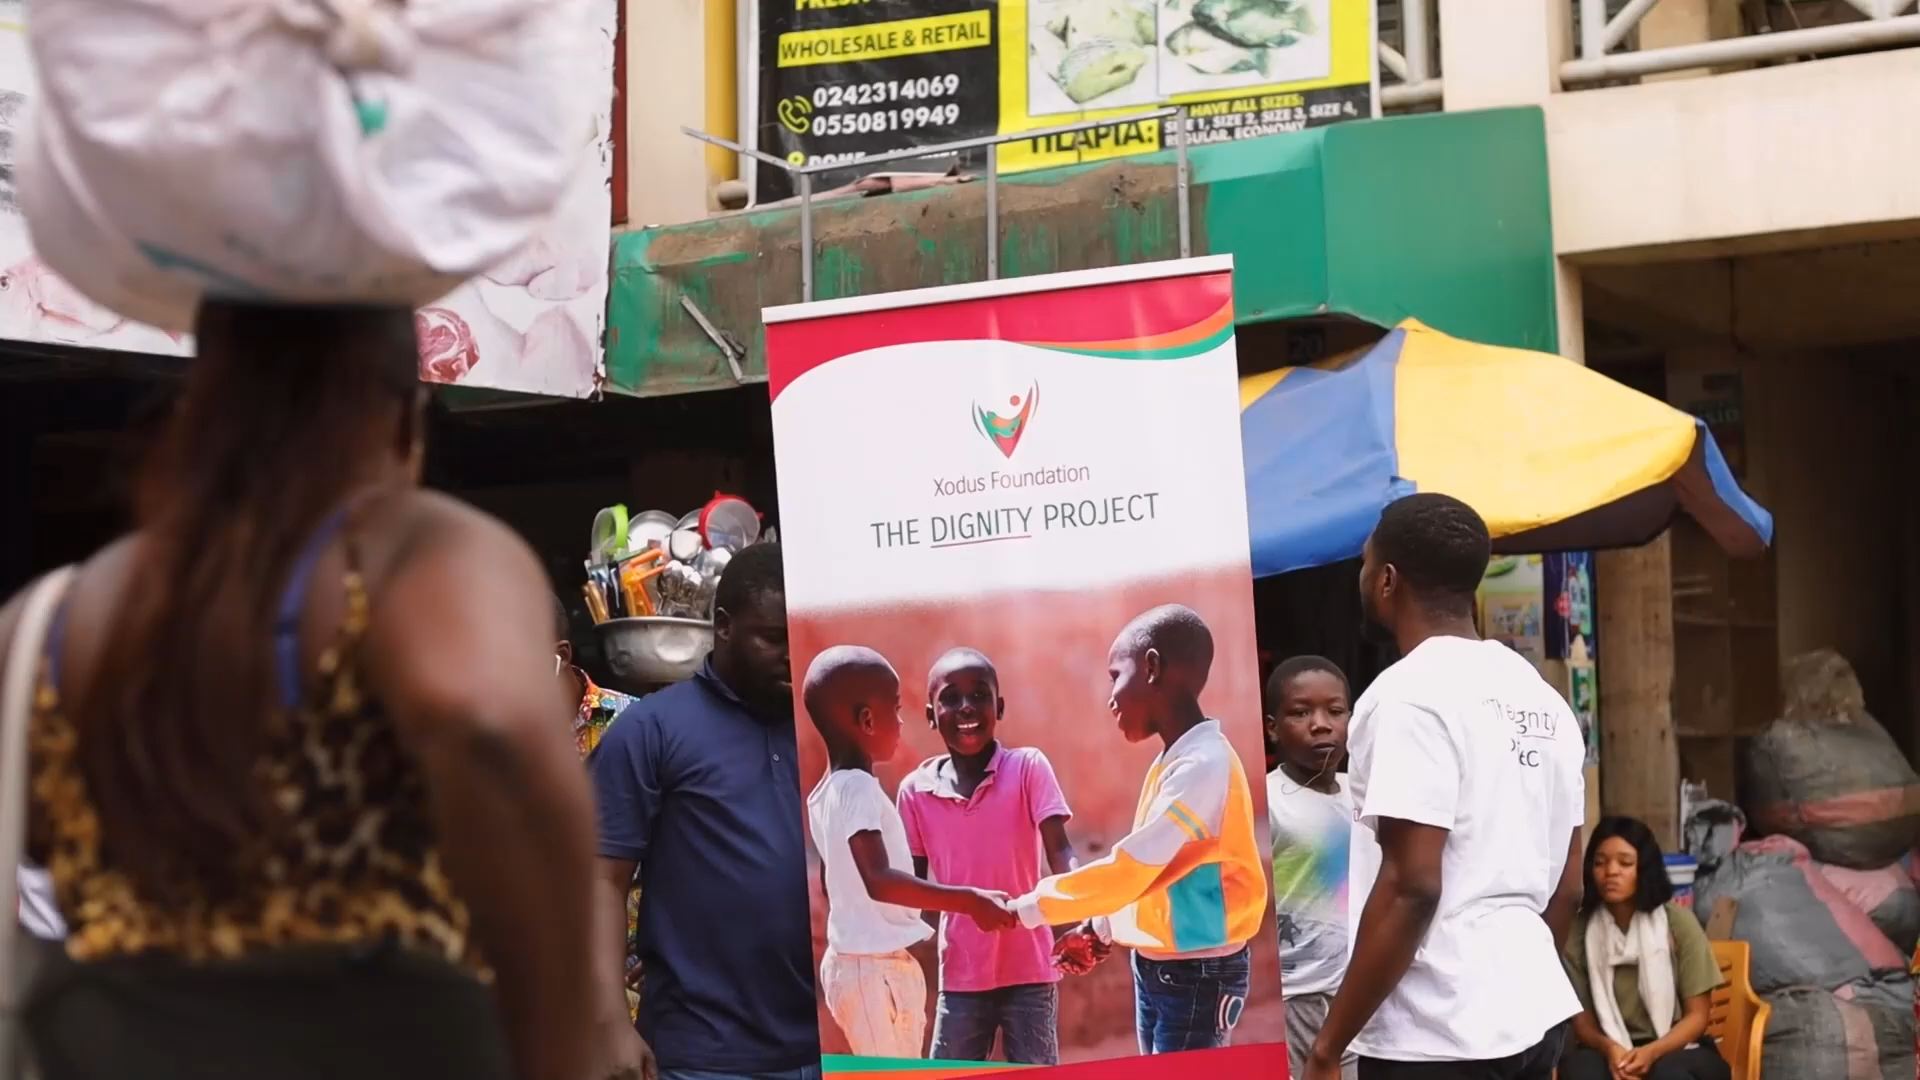 WHOLESALE & RETAIL
0242314069
0550819949
TILAPIA:
HAVE ALL SIZES:
SIZE 1, SIZE 2, SIZE 3, SIZE 4,
REGULAR, ECONOMY
Xodus Foundation
THE DIGNITY PROJECT